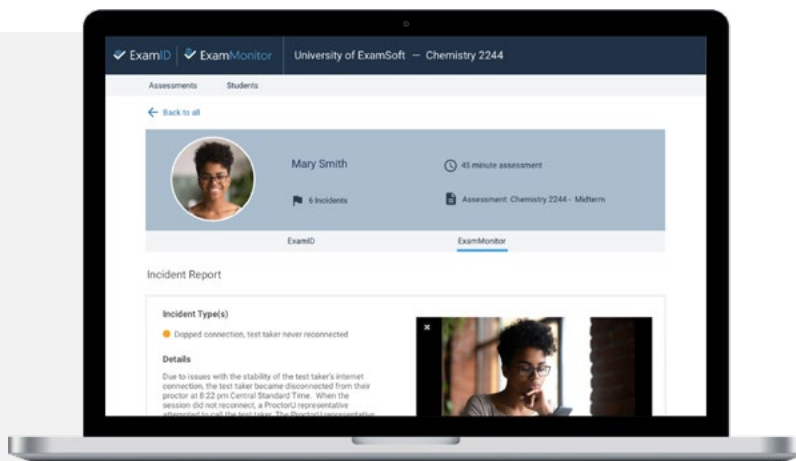 ExamID ExamMonitor University of ExamSoft — Chemistry 2244
Assessments Students
← Back to all
Mary Smith 45 minute assessment
6 Incidents Assessment: Chemistry 2244 - Midterm
ExamID ExamMonitor
Incident Report
Incident Type(s)
Dopped connection, test taker never reconnected
Details
Due to issues with the stability of the test taker's internet
connection, the test taker became disconnected from their
proctor at 8:22 pm Central Standard Time. When the
session did not reconnect, a ProctorU representative
attempted to call the test taker. The ProctorU representative